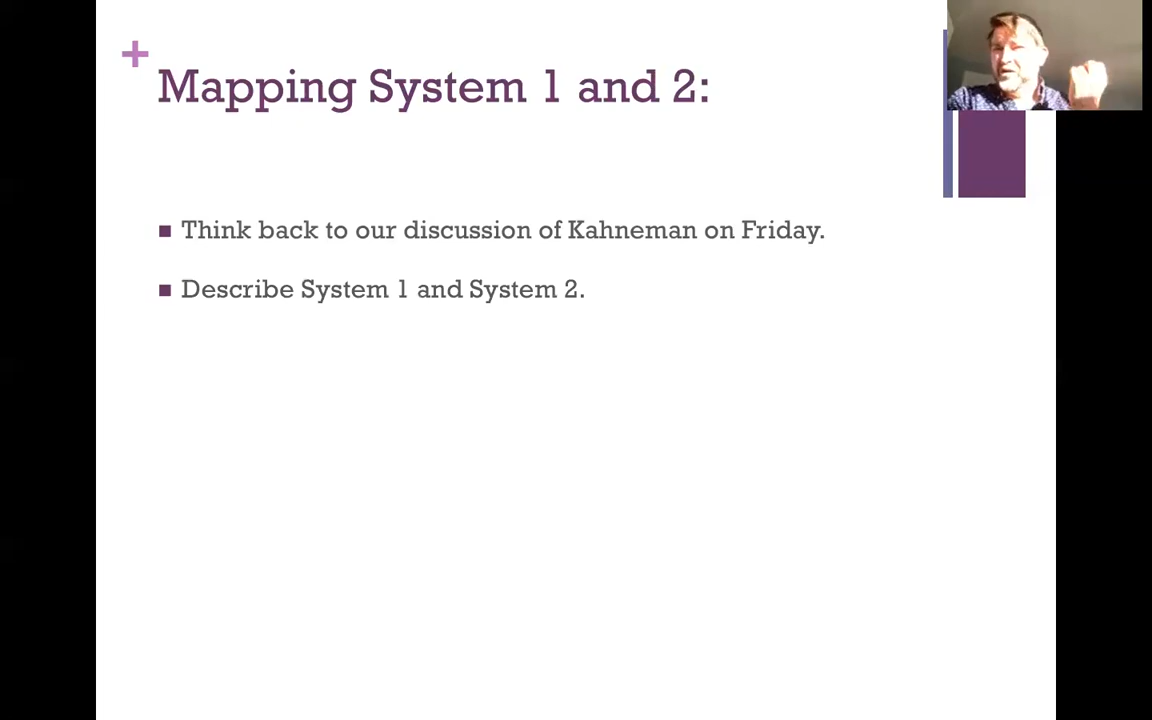 +
Mapping System 1 and 2:
■ Think back to our discussion of Kahneman on Friday.
■ Describe System 1 and System 2.